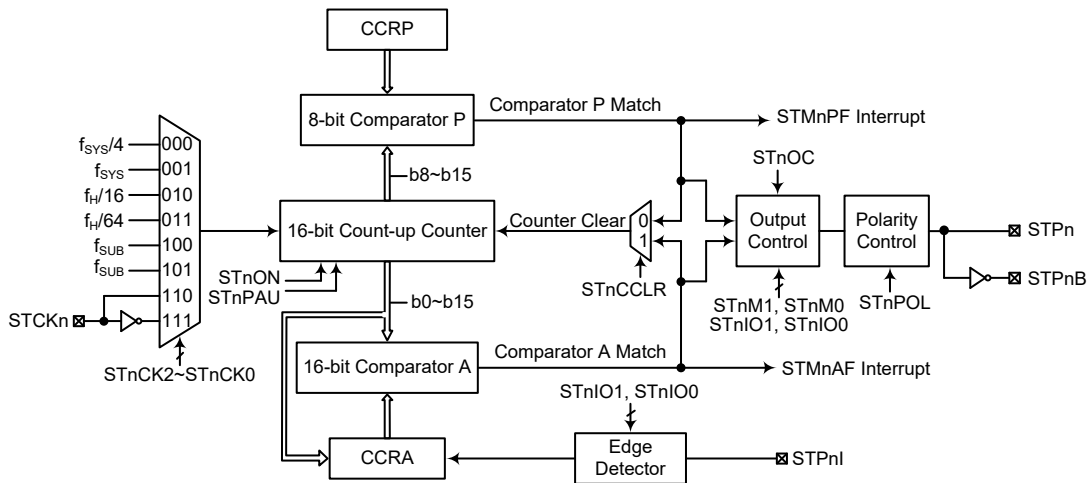 CCRP
8-bit Comparator P
Comparator P Match
STMnPF Interrupt
b8~b15
fSYS/4
000
fSYS
001
fH/16
010
fH/64
011
fSUB
100
fSUB
101
110
111
STCKn
STnCK2~STnCK0
16-bit Count-up Counter
STnON
STnPAU
Counter Clear
0
1
STnCCLR
STnOC
Output
Control
STnM1, STnM0
STnIO1, STnIO0
Polarity
Control
STnPOL
STPn
STPnB
b0~b15
16-bit Comparator A
Comparator A Match
STMnAF Interrupt
STnIO1, STnIO0
CCRA
Edge
Detector
STPnI